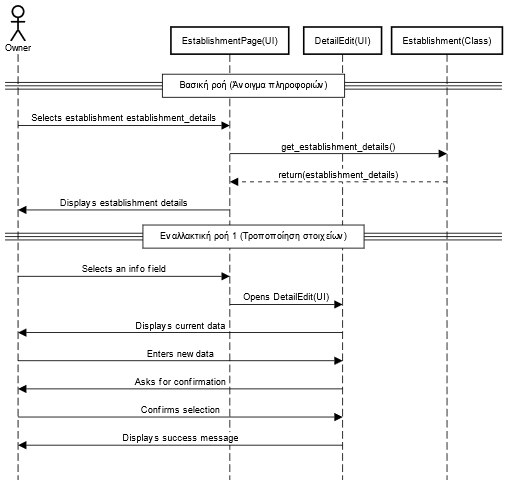 Owner
EstablishmentPage(UI)
DetailEdit(UI)
Establishment(Class)
Βασική ροή (Άνοιγμα πληροφοριών)
Selects establishment establishment_details
get_establishment_details()
return(establishment_details)
Displays establishment details
Εναλλακτική ροή 1 (Τροποποίηση στοιχείων)
Selects an info field
Opens DetailEdit(UI)
Displays current data
Enters new data
Asks for confirmation
Confirms selection
Displays success message